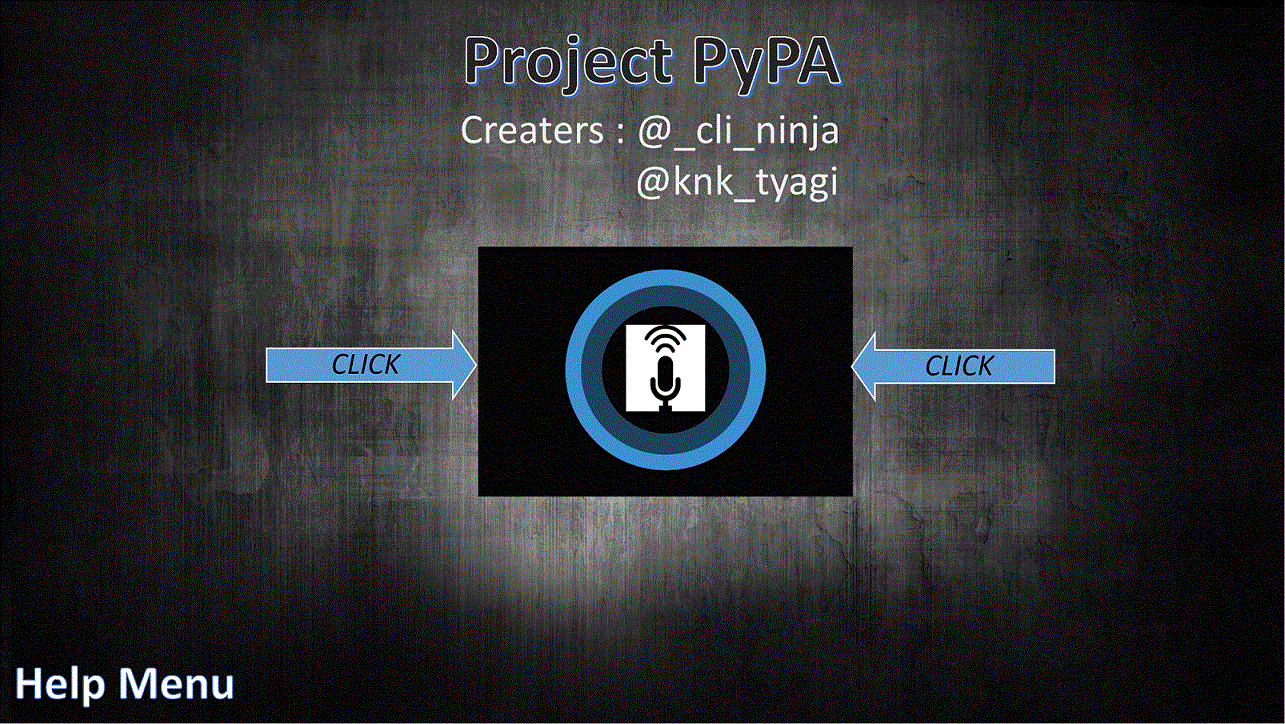 Project PyPA
Creaters : @_cli_ninja
@knk_tyagi
CLICK
CLICK
Help Menu